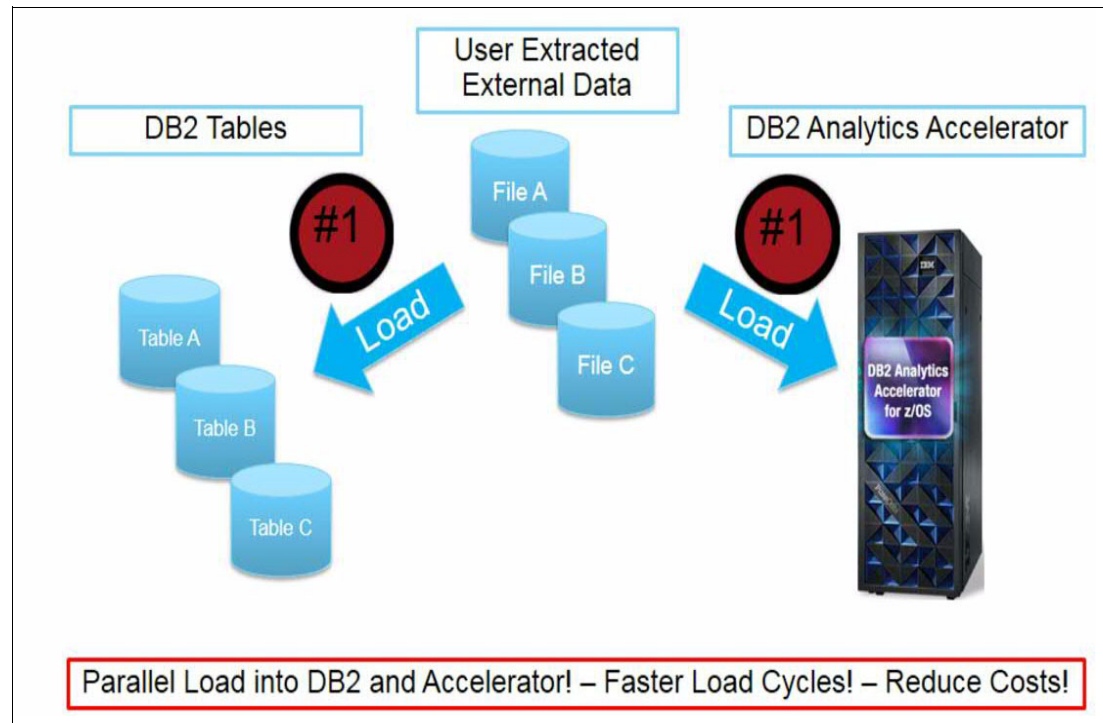 User Extracted
External Data
DB2 Tables
DB2 Analytics Accelerator
#1
#1
File A
File B
File C
Load
Load
Table A
Table B
Table C
IBM
DB2 Analytics
Accelerator
for z/OS
Parallel Load into DB2 and Accelerator! – Faster Load Cycles! – Reduce Costs!